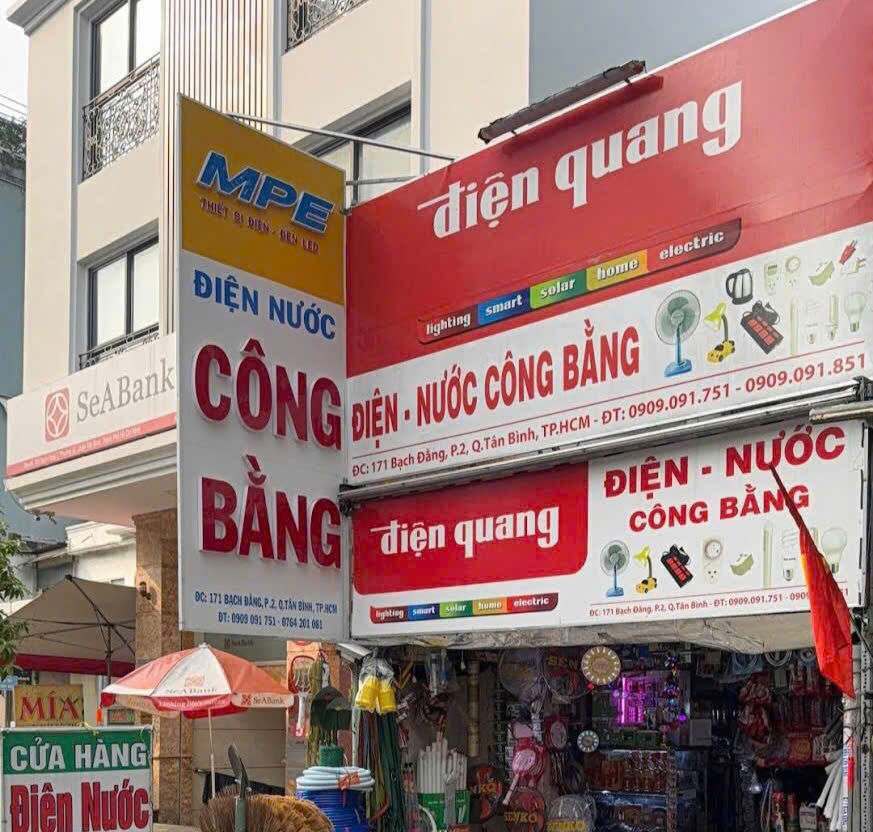 MPE
THIẾT BỊ ĐIỆN - ĐÈN LED
ĐIỆN NƯỚC
CÔNG
BẰNG
ĐC: 171 BẠCH ĐẰNG, P.2, Q.TÂN BÌNH, TP.HCM
ĐT: 0909 091 751 - 0764 201 061
điện quang
lighting smart solar home electric
ĐIỆN - NƯỚC CÔNG BẰNG
ĐC: 171 Bạch Đằng, P.2, Q.Tân Bình, TP.HCM - ĐT: 0909.091.751 - 0909.091.851
điện quang
lighting smart solar home electric
ĐIỆN - NƯỚC
CÔNG BẰNG
ĐC: 171 Bạch Đằng, P.2, Q.Tân Bình - ĐT: 0909.091.751 -
SeABank
SeABank
SeABank
MÍA
CỬA HÀNG
Điện Nước
SENKO